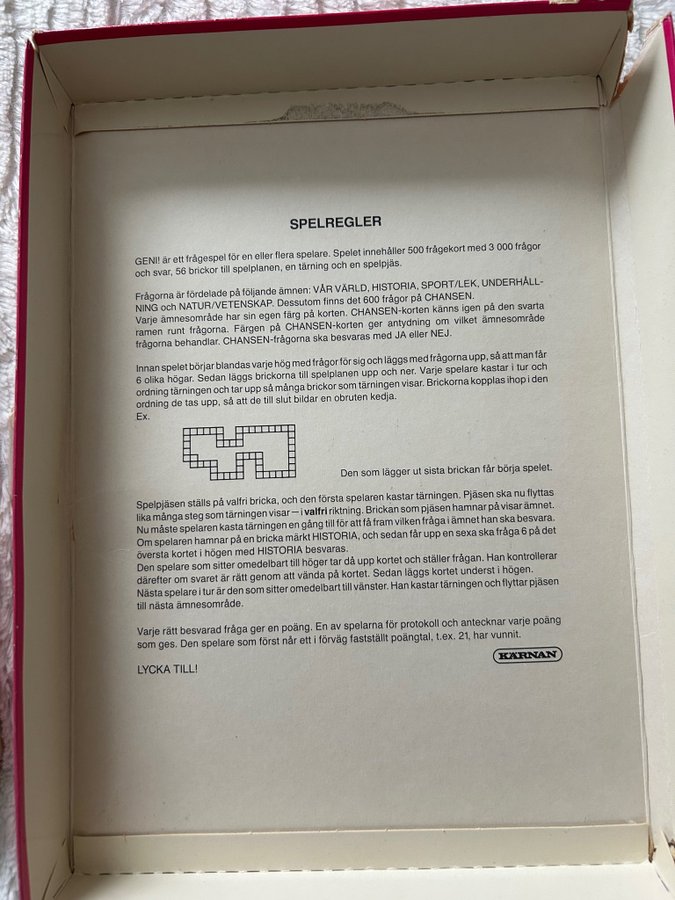 SPELREGLER
GENI! är ett frågespel för en eller flera spelare. Spelet innehåller 500 frågekort med 3 000 frågor
och svar, 56 brickor till spelplanen, en tärning och en spelpjäs.
Frågorna är fördelade på följande ämnen: VÅR VÄRLD, HISTORIA, SPORT/LEK, UNDERHÅLL-
NING och NATUR/VETENSKAP. Dessutom finns det 600 frågor på CHANSEN.
Varje ämnesområde har sin egen färg på korten. CHANSEN-korten känns igen på den svarta
ramen runt frågorna. Färgen på CHANSEN-korten ger antydning om vilket ämnesområde
frågorna behandlar. CHANSEN-frågorna ska besvaras med JA eller NEJ.
Innan spelet börjar blandas varje hög med frågor för sig och läggs med frågorna upp, så att man får
6 olika högar. Sedan läggs brickorna till spelplanen upp och ner. Varje spelare kastar i tur och
ordning tärningen och tar upp så många brickor som tärningen visar. Brickorna kopplas ihop i den
ordning de tas upp, så att de till slut bildar en obruten kedja.
Ex.
Den som lägger ut sista brickan får börja spelet.
Spelpjäsen ställs på valfri bricka, och den första spelaren kastar tärningen. Pjäsen ska nu flyttas
lika många steg som tärningen visar — i valfri riktning. Brickan som pjäsen hamnar på visar ämnet.
Nu måste spelaren kasta tärningen en gång till för att få fram vilken fråga i ämnet han ska besvara.
Om spelaren hamnar på en bricka märkt HISTORIA, och sedan får upp en sexa ska fråga 6 på det
översta kortet i högen med HISTORIA besvaras.
Den spelare som sitter omedelbart till höger tar då upp kortet och ställer frågan. Han kontrollerar
därefter om svaret är rätt genom att vända på kortet. Sedan läggs kortet underst i högen.
Nästa spelare i tur är den som sitter omedelbart till vänster. Han kastar tärningen och flyttar pjäsen
till nästa ämnesområde.
Varje rätt besvarad fråga ger en poäng. En av spelarna för protokoll och antecknar varje poäng
som ges. Den spelare som först når ett i förväg fastställt poängtal, t.ex. 21, har vunnit.
KÄRNAN
LYCKA TILL!